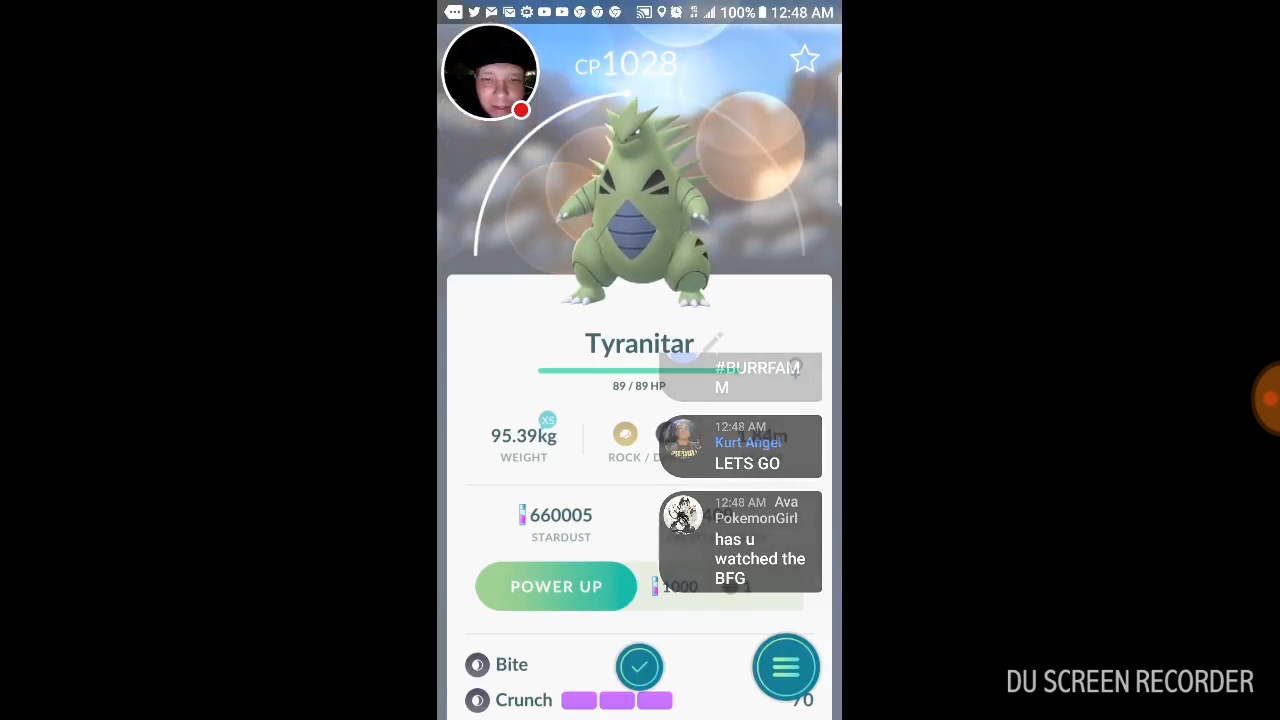 100% 12:48 AM
CP1028
Tyranitar
#BURRFAM
M
89 / 89 HP
XS
95.39kg
WEIGHT
ROCK / D
12:48 AM
Kurt Angel
LETS GO
660005
STARDUST
12:48 AM Ava
PokemonGirl
has u
watched the
BFG
POWER UP
1000
1
Bite
Crunch
70
DU SCREEN RECORDER